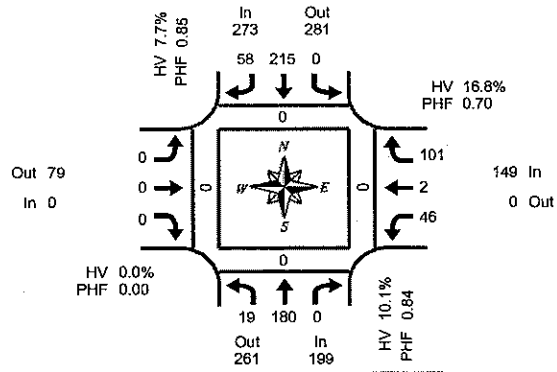 In Out
273 281
58 215 0
HV 7.7%
PHF 0.85
HV 16.8%
PHF 0.70
0
Out 79
In 0
0
0
0
0
N
W E
S
0
101
2
46
149 In
0 Out
0
HV 0.0%
PHF 0.00
19 180 0
Out In
261 199
HV 10.1%
PHF 0.84